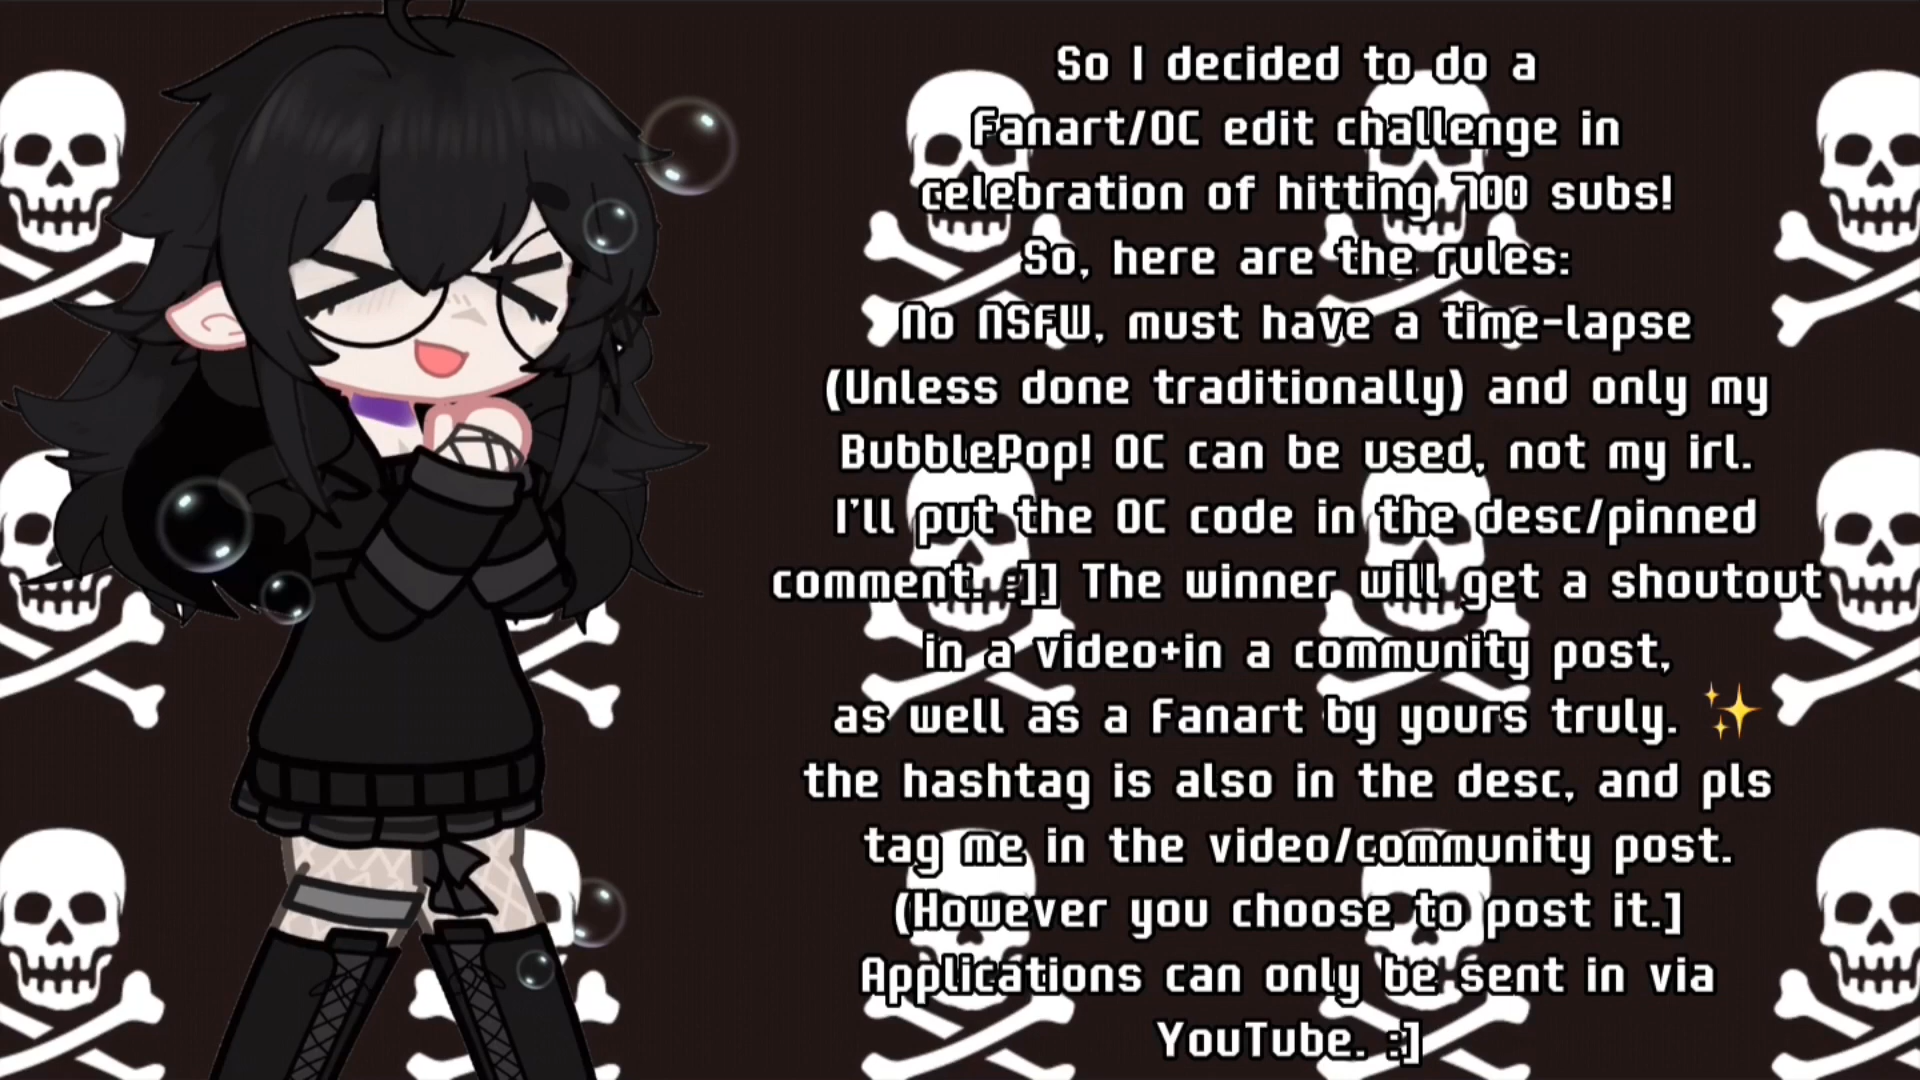 So I decided to do a
Fanart/OC edit challenge in
celebration of hitting 700 subs!
So, here are the rules:
No NSFW, must have a time-lapse
(Unless done traditionally) and only my
BubblePop! OC can be used, not my irl.
I'll put the OC code in the desc/pinned
comment. :]] The winner will get a shoutout
in a video+in a community post,
as well as a Fanart by yours truly. ✨
the hashtag is also in the desc, and pls
tag me in the video/community post.
(However you choose to post it.]
Applications can only be sent in via
YouTube. :]